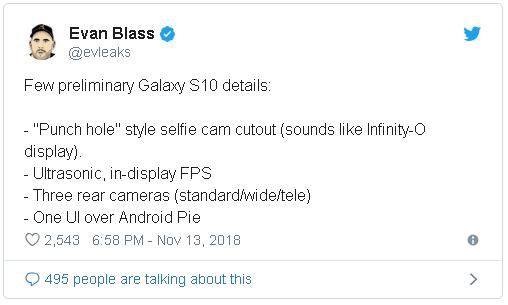 Evan Blass
@evleaks
Few preliminary Galaxy S10 details:
- "Punch hole" style selfie cam cutout (sounds like Infinity-O
display).
- Ultrasonic, in-display FPS
- Three rear cameras (standard/wide/tele)
- One UI over Android Pie
2,543 6:58 PM - Nov 13, 2018
495 people are talking about this